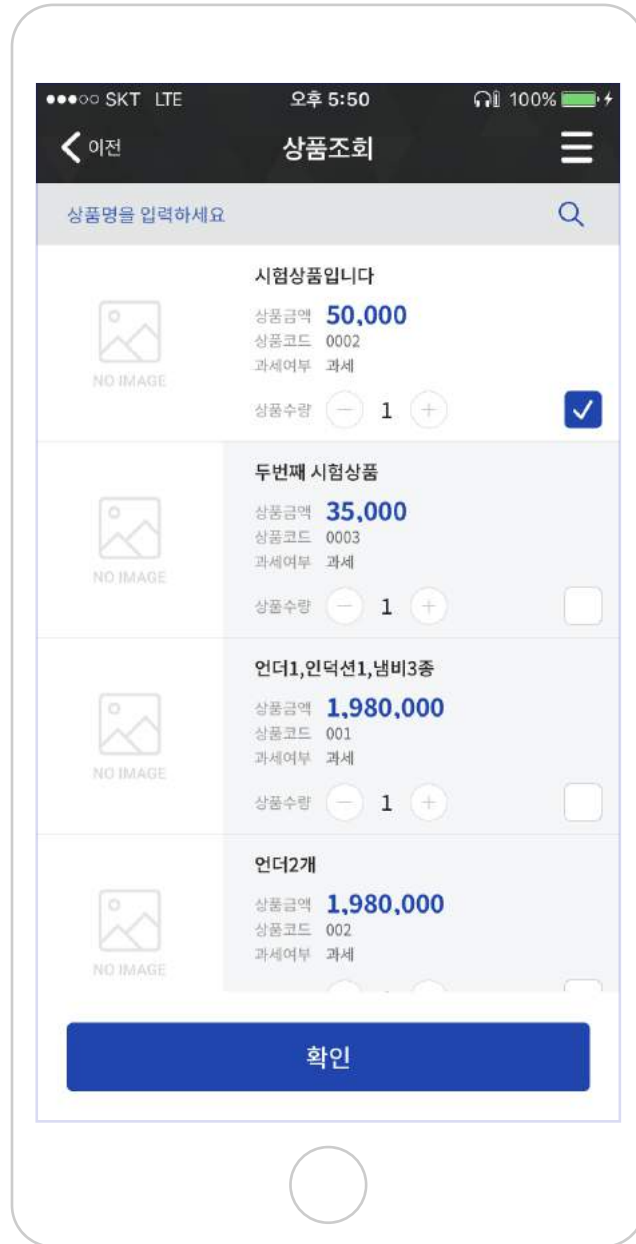 SKT LTE 오후 5:50 100%
이전 상품조회
상품명을 입력하세요
시험상품입니다
상품금액 50,000
상품코드 0002
과세여부 과세
NO IMAGE
상품수량 1
두번째 시험상품
상품금액 35,000
상품코드 0003
과세여부 과세
NO IMAGE
상품수량 1
언더1,인덕션1,냄비3종
상품금액 1,980,000
상품코드 001
과세여부 과세
NO IMAGE
상품수량 1
언더2개
상품금액 1,980,000
상품코드 002
과세여부 과세
NO IMAGE
확인